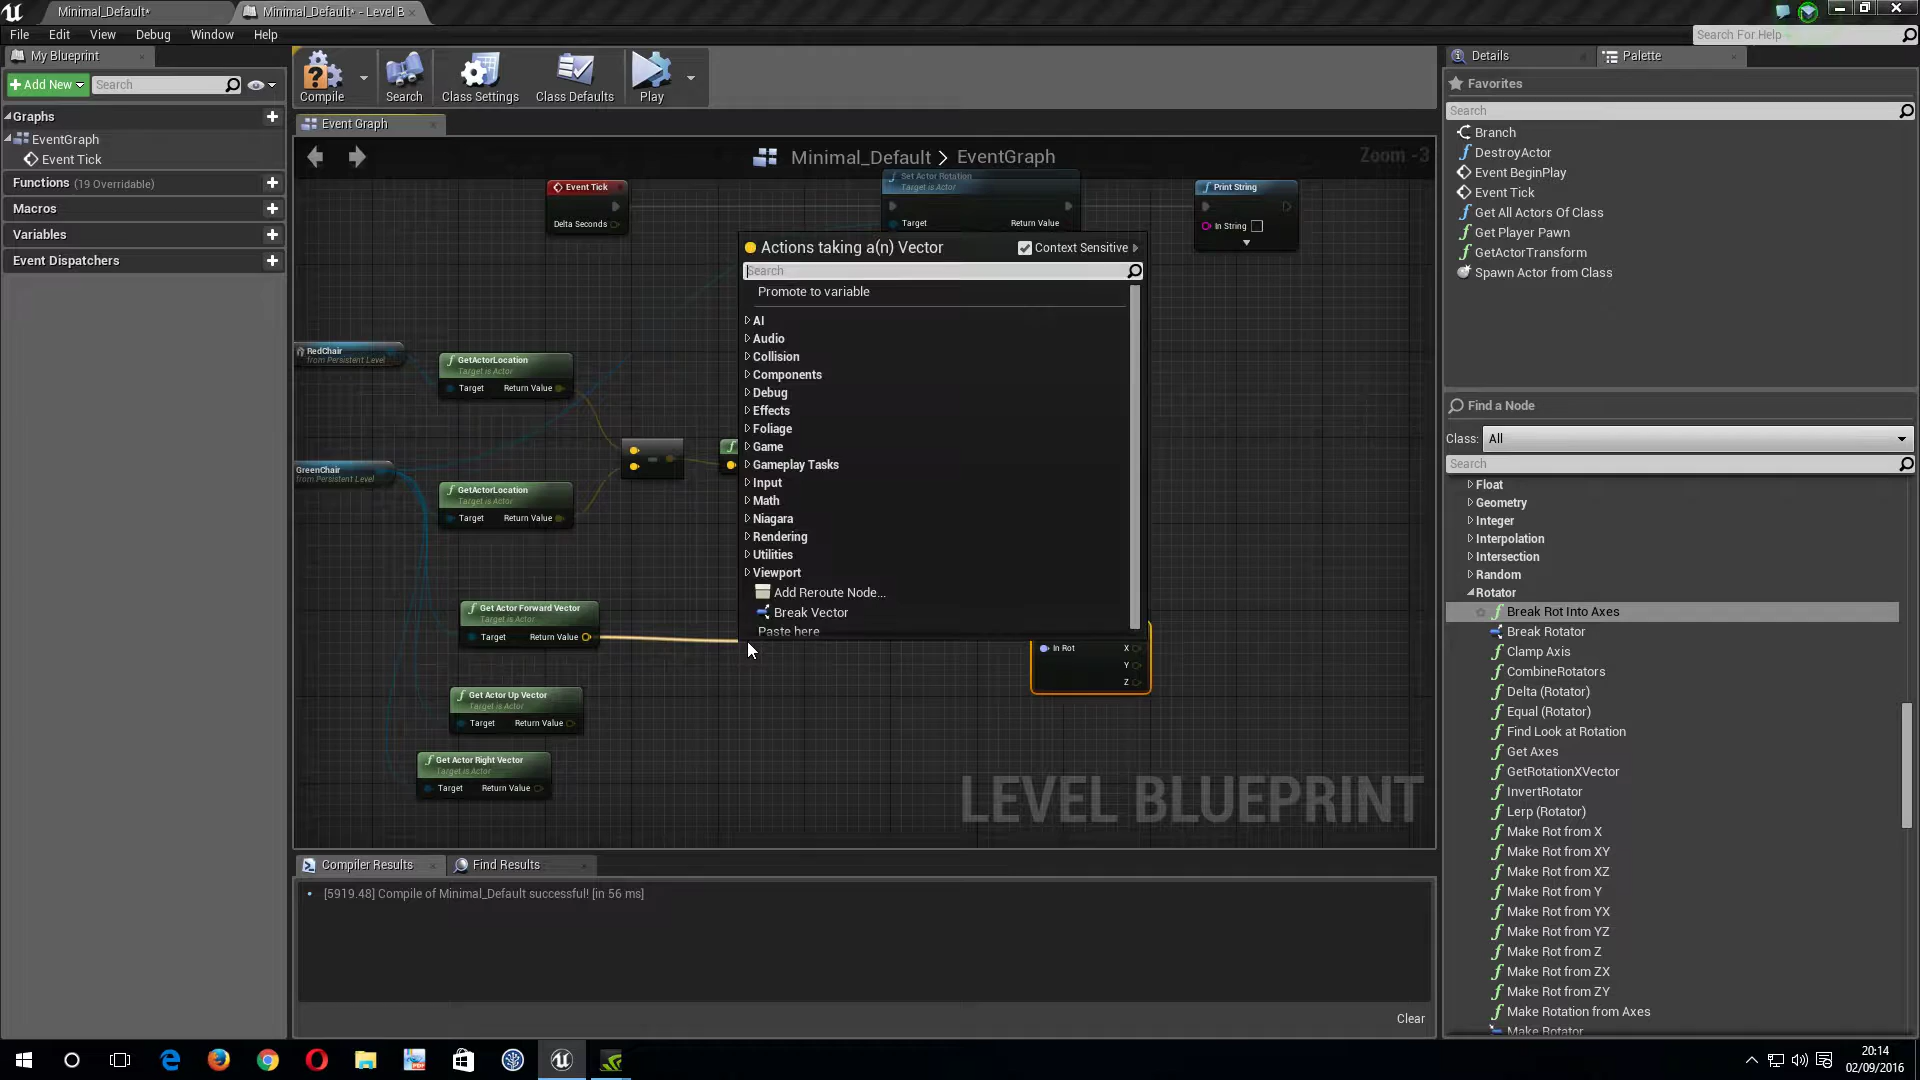 Minimal_Default*
Minimal_Default* - Level B
File Edit View Debug Window Help
Search For Help
My Blueprint
Add New
Search
Graphs
EventGraph
Event Tick
Functions (19 Overridable)
Macros
Variables
Event Dispatchers
Compile
Search
Class Settings
Class Defaults
Play
Event Graph
Minimal_Default > EventGraph
Zoom -3
Event Tick
Delta Seconds
Set Actor Rotation
Target is Actor
Target Return Value
Print String
In String
RedChair
from Persistent Level
GetActorLocation
Target is Actor
Target Return Value
GreenChair
from Persistent Level
GetActorLocation
Target is Actor
Target Return Value
Get Actor Forward Vector
Target is Actor
Target Return Value
Get Actor Up Vector
Target is Actor
Target Return Value
Get Actor Right Vector
Target is Actor
Target Return Value
Actions taking a(n) Vector
Context Sensitive
Search
Promote to variable
AI
Audio
Collision
Components
Debug
Effects
Foliage
Game
Gameplay Tasks
Input
Math
Niagara
Rendering
Utilities
Viewport
Add Reroute Node...
Break Vector
Paste here
In Rot X
Y
Z
LEVEL BLUEPRINT
Compiler Results
Find Results
[5919.48] Compile of Minimal_Default successful! [in 56 ms]
Clear
Details
Palette
Favorites
Search
Branch
DestroyActor
Event BeginPlay
Event Tick
Get All Actors Of Class
Get Player Pawn
GetActorTransform
Spawn Actor from Class
Find a Node
Class: All
Search
Float
Geometry
Integer
Interpolation
Intersection
Random
Rotator
Break Rot Into Axes
Break Rotator
Clamp Axis
CombineRotators
Delta (Rotator)
Equal (Rotator)
Find Look at Rotation
Get Axes
GetRotationXVector
InvertRotator
Lerp (Rotator)
Make Rot from X
Make Rot from XY
Make Rot from XZ
Make Rot from Y
Make Rot from YX
Make Rot from YZ
Make Rot from Z
Make Rot from ZX
Make Rot from ZY
Make Rotation from Axes
Make Rotator
20:14
02/09/2016